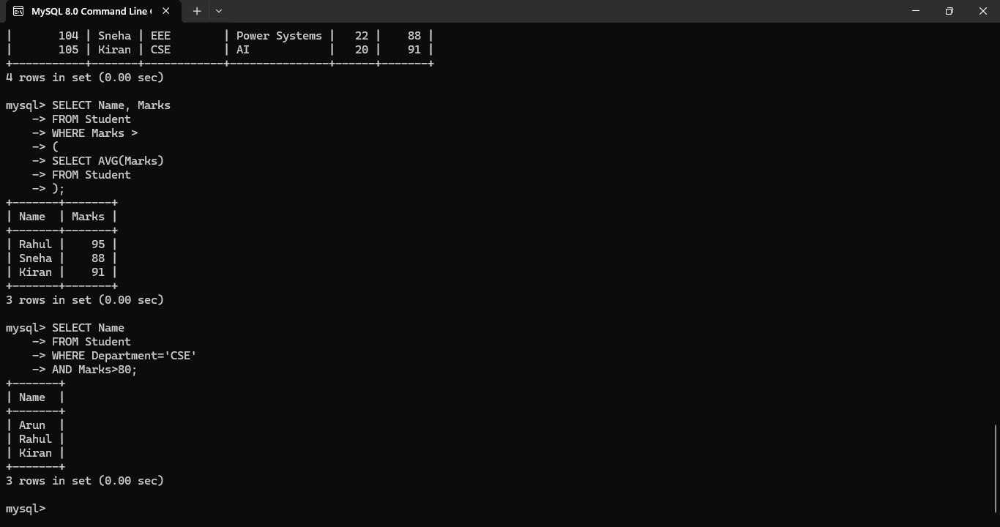 MySQL 8.0 Command Line
|       104 | Sneha | EEE        | Power Systems |   22 |    88 |
|       105 | Kiran | CSE        | AI            |   20 |    91 |
+-----------+-------+------------+---------------+------+-------+
4 rows in set (0.00 sec)
mysql> SELECT Name, Marks
    -> FROM Student
    -> WHERE Marks >
    -> (
    -> SELECT AVG(Marks)
    -> FROM Student
    -> );
+-------+-------+
| Name  | Marks |
+-------+-------+
| Rahul |    95 |
| Sneha |    88 |
| Kiran |    91 |
+-------+-------+
3 rows in set (0.00 sec)
mysql> SELECT Name
    -> FROM Student
    -> WHERE Department='CSE'
    -> AND Marks>80;
+-------+
| Name  |
+-------+
| Arun  |
| Rahul |
| Kiran |
+-------+
3 rows in set (0.00 sec)
mysql>